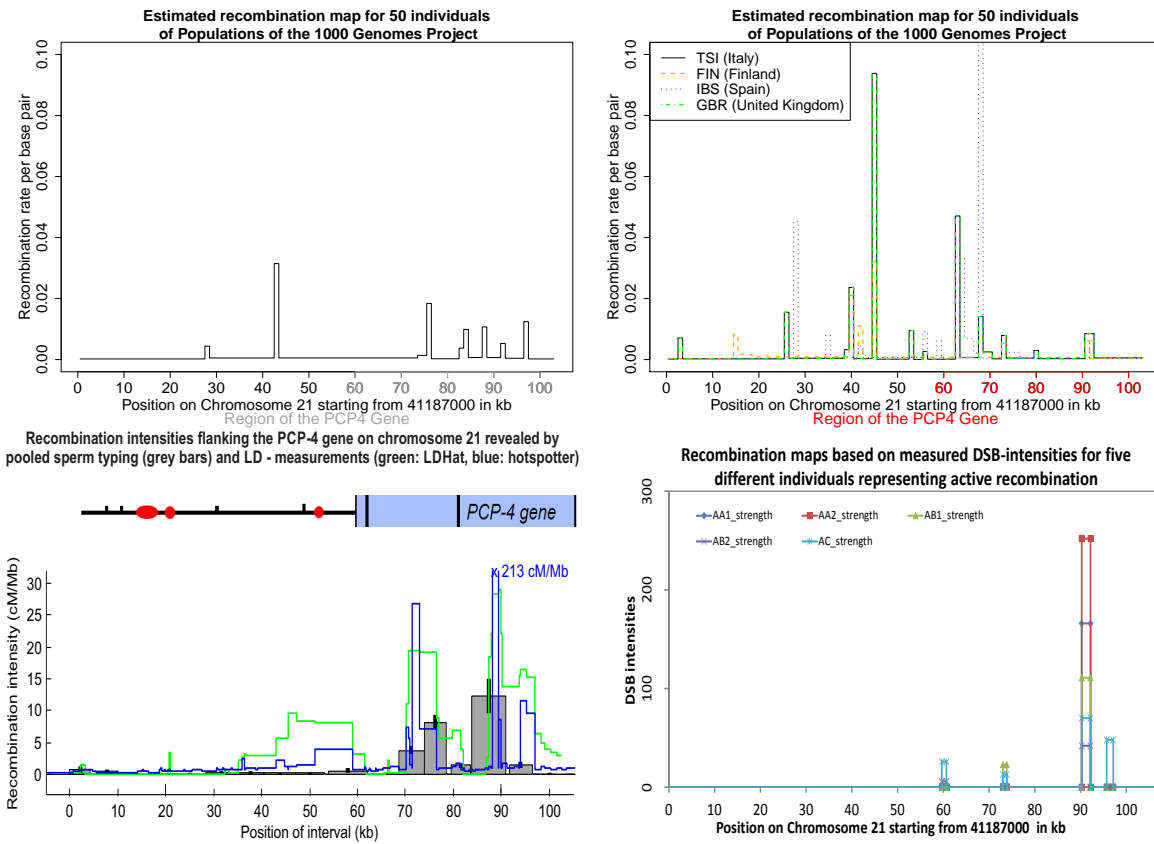 Estimated recombination map for 50 individuals
of Populations of the 1000 Genomes Project
Recombination rate per base pair
0.00 0.02 0.04 0.06 0.08 0.10
0 10 20 30 40 50 60 70 80 90 100
Position on Chromosome 21 starting from 41187000 in kb
Region of the PCP4 Gene
Estimated recombination map for 50 individuals
of Populations of the 1000 Genomes Project
TSI (Italy)
FIN (Finland)
IBS (Spain)
GBR (United Kingdom)
Recombination rate per base pair
0.00 0.02 0.04 0.06 0.08 0.10
0 10 20 30 40 50 60 70 80 90 100
Position on Chromosome 21 starting from 41187000 in kb
Region of the PCP4 Gene
Recombination intensities flanking the PCP-4 gene on chromosome 21 revealed by
pooled sperm typing (grey bars) and LD - measurements (green: LDHat, blue: hotspotter)
PCP-4 gene
x 213 cM/Mb
Recombination intensity (cM/Mb)
0 5 10 15 20 25 30
0 10 20 30 40 50 60 70 80 90 100
Position of interval (kb)
Recombination maps based on measured DSB-intensities for five
different individuals representing active recombination
AA1_strength
AA2_strength
AB1_strength
AB2_strength
AC_strength
DSB intensities
0 100 200 300
60 70 80 90 100
Position on Chromosome 21 starting from 41187000 in kb